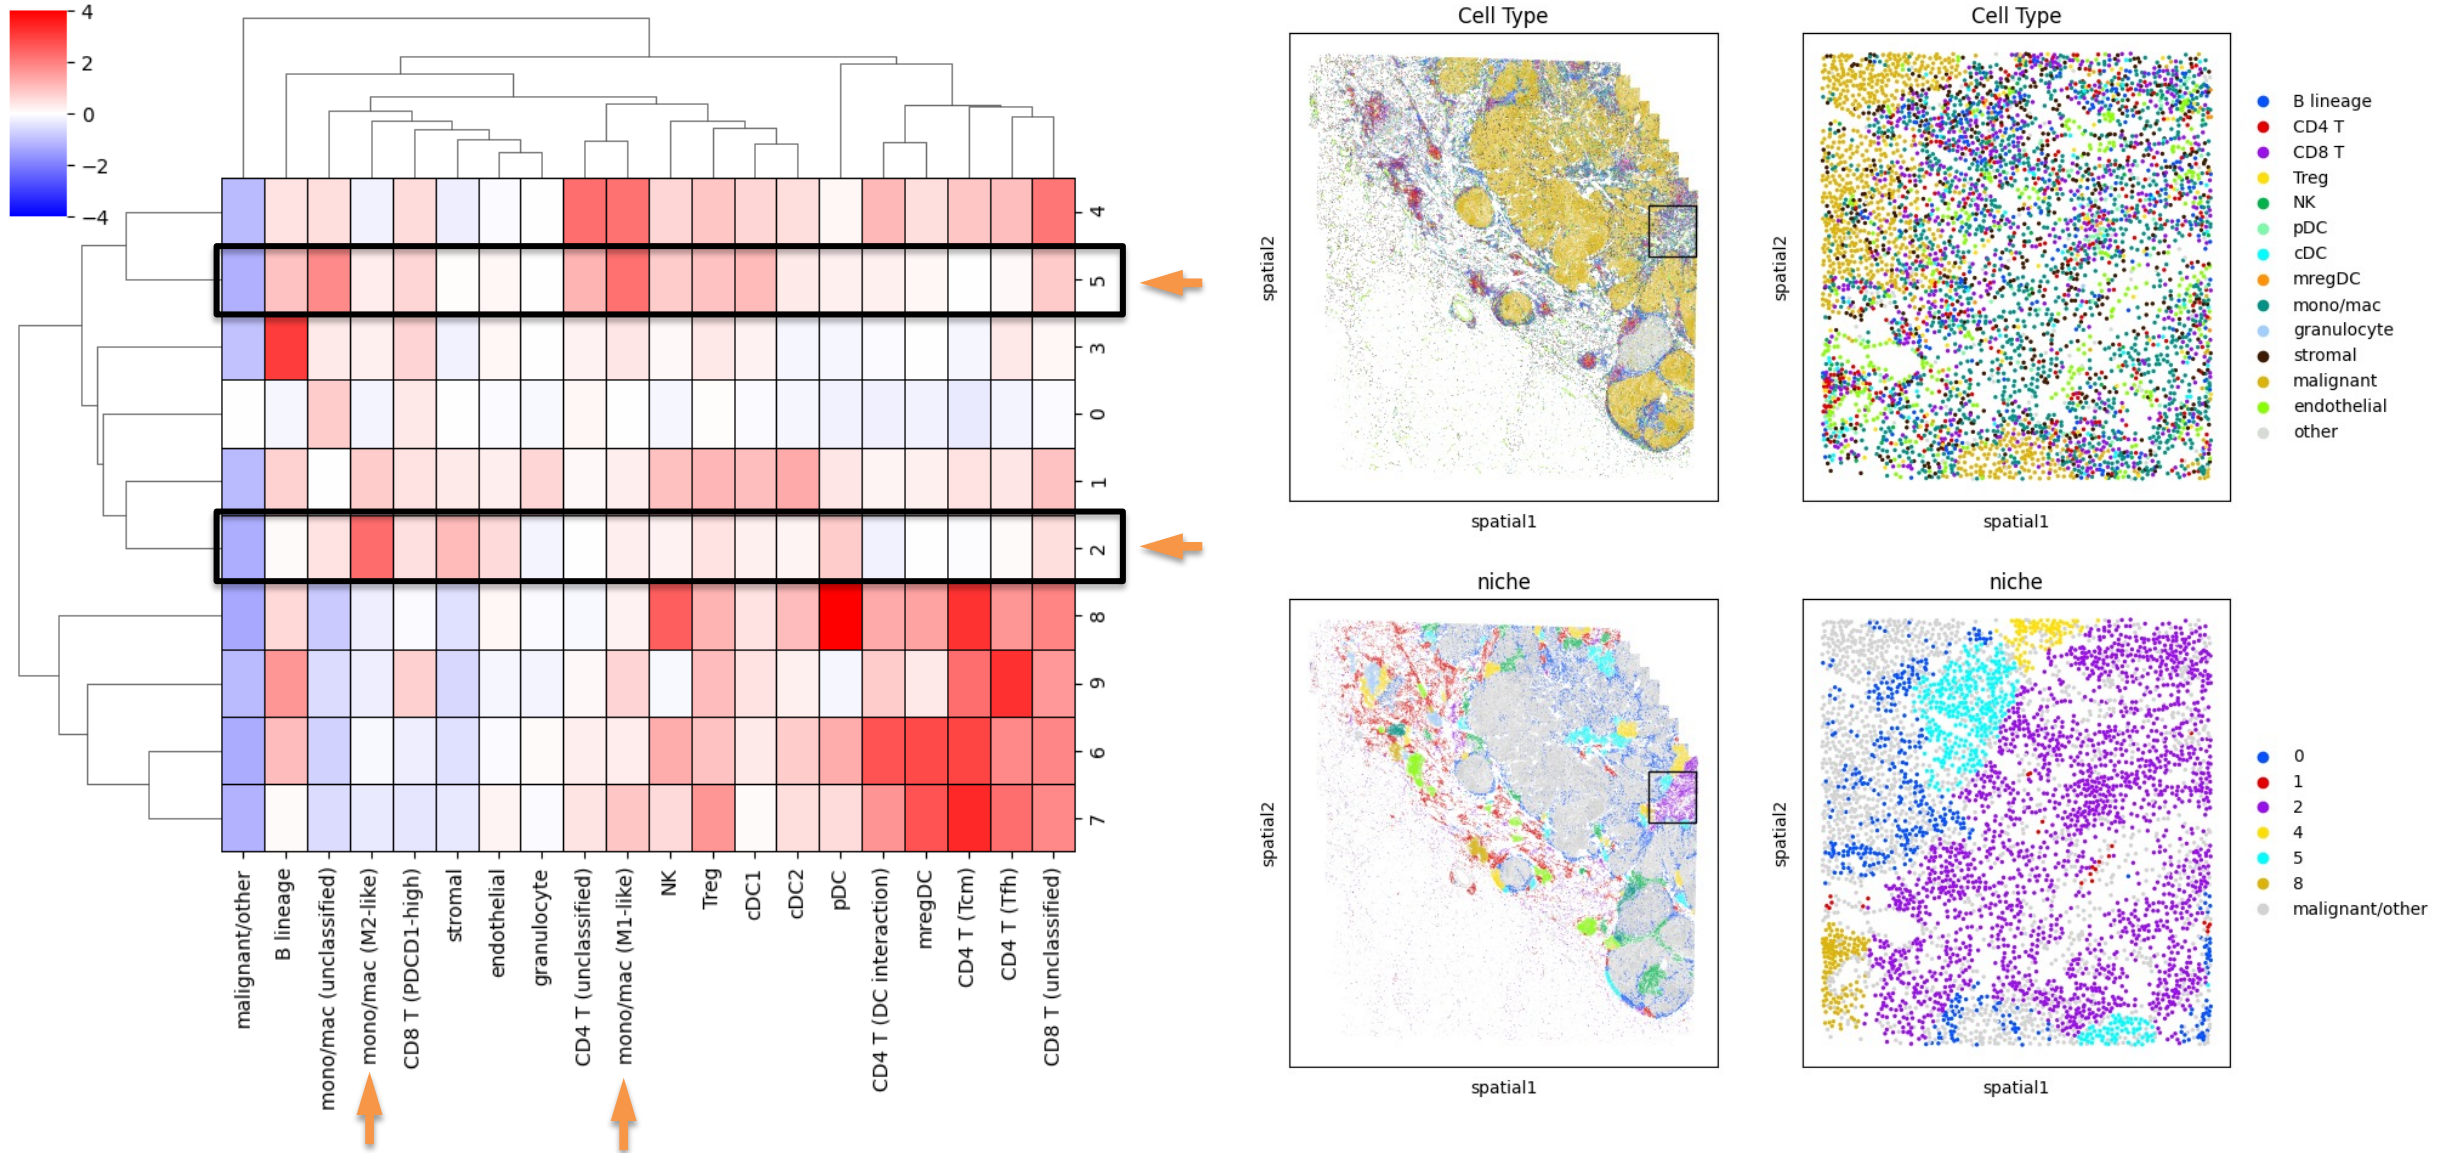 4
2
0
−2
−4
4
5
3
0
1
2
8
9
6
7
malignant/other
B lineage
mono/mac (unclassified)
mono/mac (M2-like)
CD8 T (PDCD1-high)
stromal
endothelial
granulocyte
CD4 T (unclassified)
mono/mac (M1-like)
NK
Treg
cDC1
cDC2
pDC
CD4 T (DC interaction)
mregDC
CD4 T (Tcm)
CD4 T (Tfh)
CD8 T (unclassified)
Cell Type
spatial2
spatial1
Cell Type
spatial2
spatial1
B lineage
CD4 T
CD8 T
Treg
NK
pDC
cDC
mregDC
mono/mac
granulocyte
stromal
malignant
endothelial
other
niche
spatial2
spatial1
niche
spatial2
spatial1
0
1
2
4
5
8
malignant/other